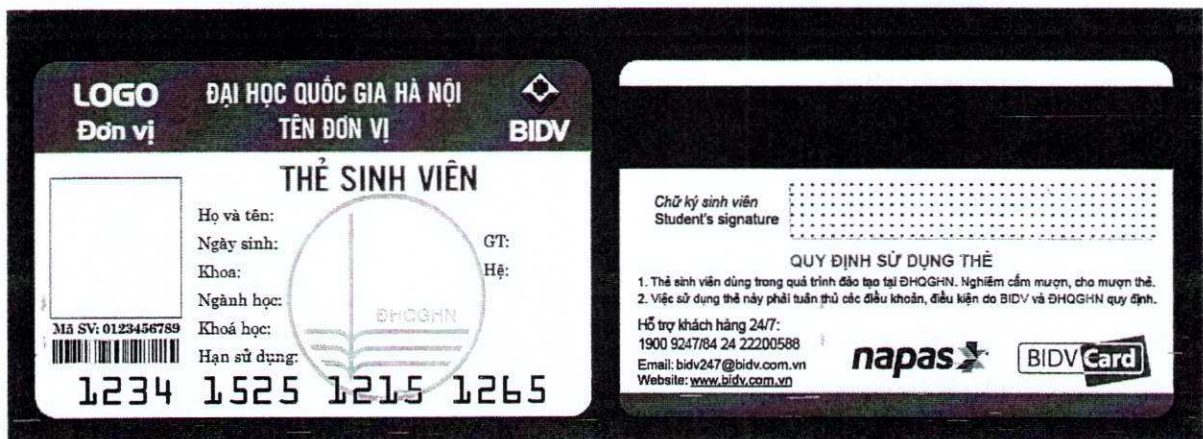 LOGO
Đơn vị
ĐẠI HỌC QUỐC GIA HÀ NỘI
TÊN ĐƠN VỊ
BIDV
THẺ SINH VIÊN
Họ và tên:
Ngày sinh:
GT:
Khoa:
Hệ:
Ngành học:
ĐHQGHN
Mã SV: 0123456789
Khoá học:
Hạn sử dụng:
1234 1525 1215 1265
Chữ ký sinh viên
Student's signature
QUY ĐỊNH SỬ DỤNG THẺ
1. Thẻ sinh viên dùng trong quá trình đào tạo tại ĐHQGHN. Nghiêm cấm mượn, cho mượn thẻ.
2. Việc sử dụng thẻ này phải tuân thủ các điều khoản, điều kiện do BIDV và ĐHQGHN quy định.
Hỗ trợ khách hàng 24/7:
1900 9247/84 24 22200588
Email: bidv247@bidv.com.vn
Website: www.bidv.com.vn
napas
BIDV Card